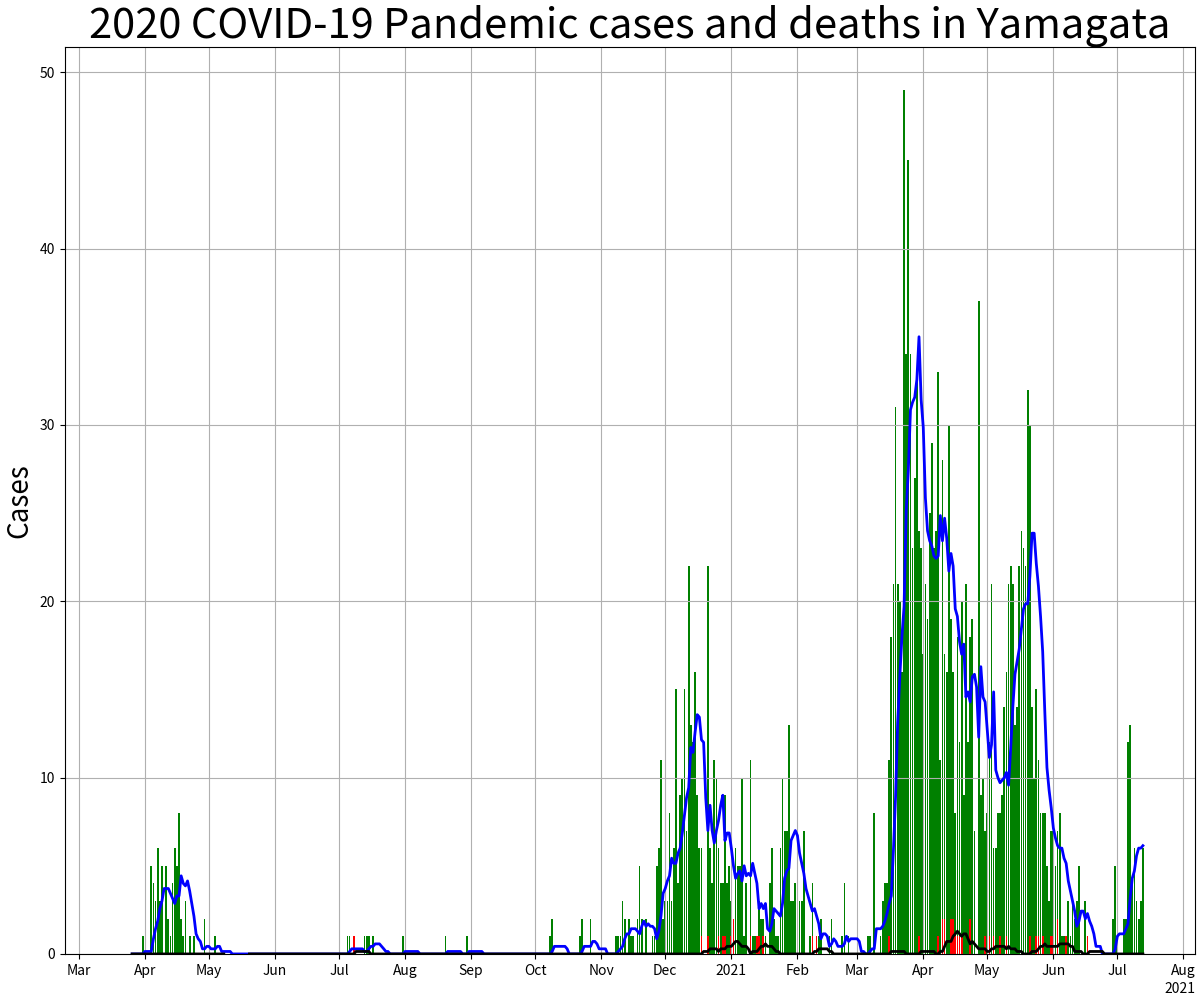 2020 COVID-19 Pandemic cases and deaths in Yamagata
50
40
30
20
10
0
Cases
Mar Apr May Jun Jul Aug Sep Oct Nov Dec 2021 Feb Mar Apr May Jun Jul Aug
2021